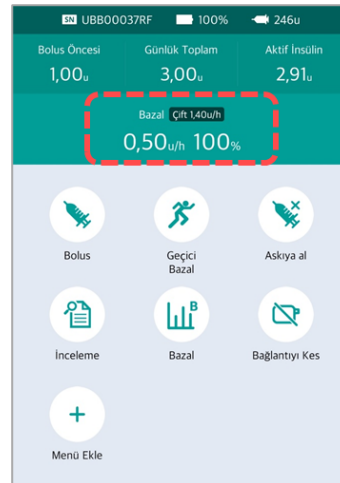 SN UBB00037RF 100% 246u
Bolus Öncesi Günlük Toplam Aktif İnsülin
1,00u 3,00u 2,91u
Bazal Çift 1,40u/h
0,50u/h 100%
Bolus Geçici Bazal Askıya al
İnceleme B Bazal Bağlantıyı Kes
Menü Ekle